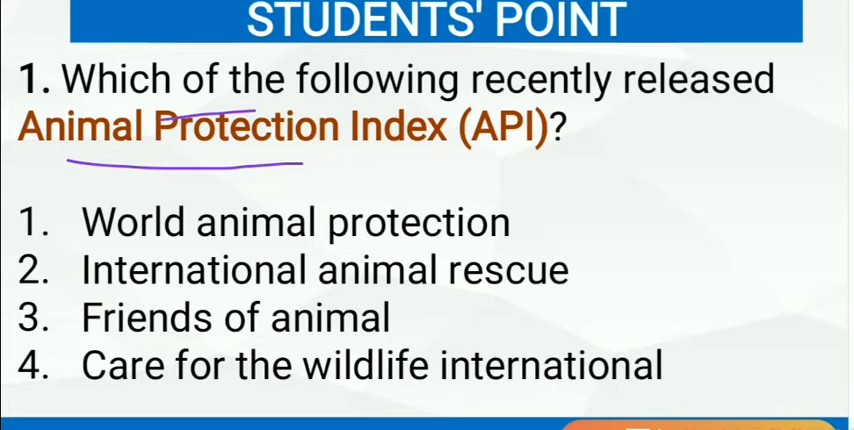 STUDENTS' POINT
1. Which of the following recently released
Animal Protection Index (API)?
1. World animal protection
2. International animal rescue
3. Friends of animal
4. Care for the wildlife international